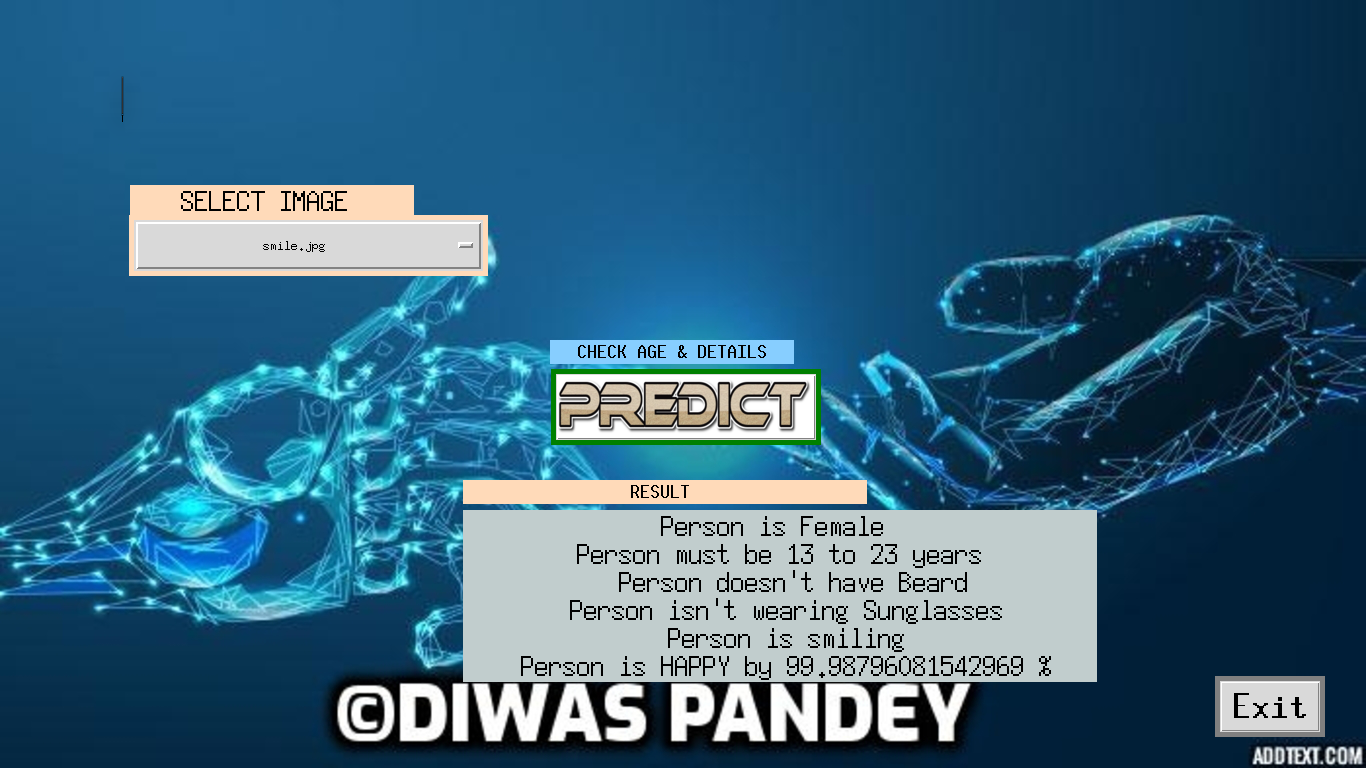 SELECT IMAGE
smile.jpg
CHECK AGE & DETAILS
PREDICT
RESULT
Person is Female
Person must be 13 to 23 years
Person doesn't have Beard
Person isn't wearing Sunglasses
Person is smiling
Person is HAPPY by 99.98796081542969 %
©DIWAS PANDEY
Exit
ADDTEXT.COM